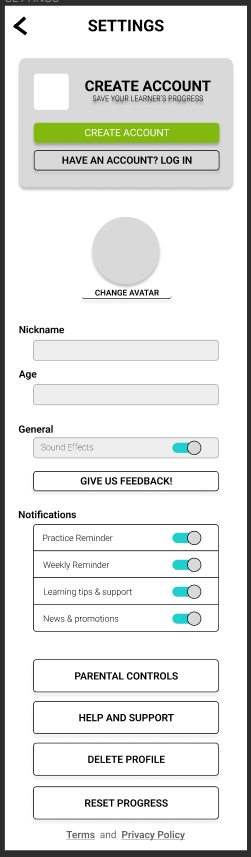 SETTINGS
SETTINGS
CREATE ACCOUNT
SAVE YOUR LEARNER'S PROGRESS
CREATE ACCOUNT
HAVE AN ACCOUNT? LOG IN
CHANGE AVATAR
Nickname
Age
General
Sound Effects
GIVE US FEEDBACK!
Notifications
Practice Reminder
Weekly Reminder
Learning tips & support
News & promotions
PARENTAL CONTROLS
HELP AND SUPPORT
DELETE PROFILE
RESET PROGRESS
Terms and Privacy Policy